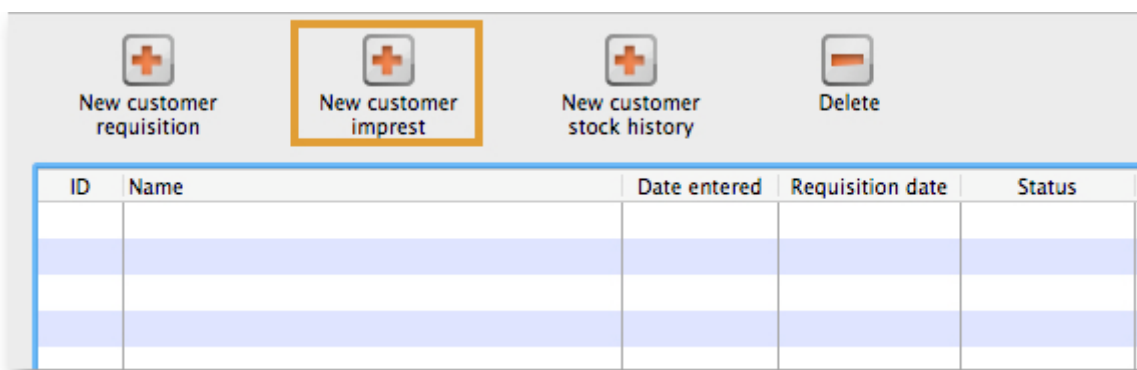 New customer
requisition
New customer
imprest
New customer
stock history
Delete
ID Name Date entered Requisition date Status